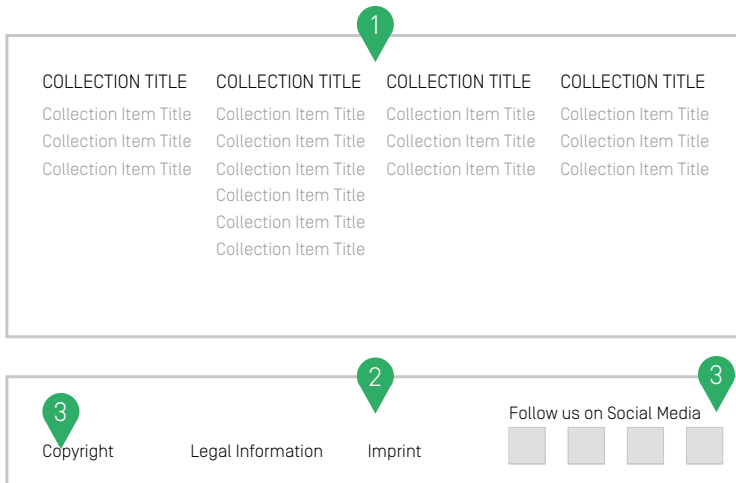 1
COLLECTION TITLE COLLECTION TITLE COLLECTION TITLE COLLECTION TITLE
Collection Item Title Collection Item Title Collection Item Title Collection Item Title
Collection Item Title Collection Item Title Collection Item Title Collection Item Title
Collection Item Title Collection Item Title Collection Item Title Collection Item Title
Collection Item Title
Collection Item Title
Collection Item Title
2 3
3 Follow us on Social Media
Copyright Legal Information Imprint